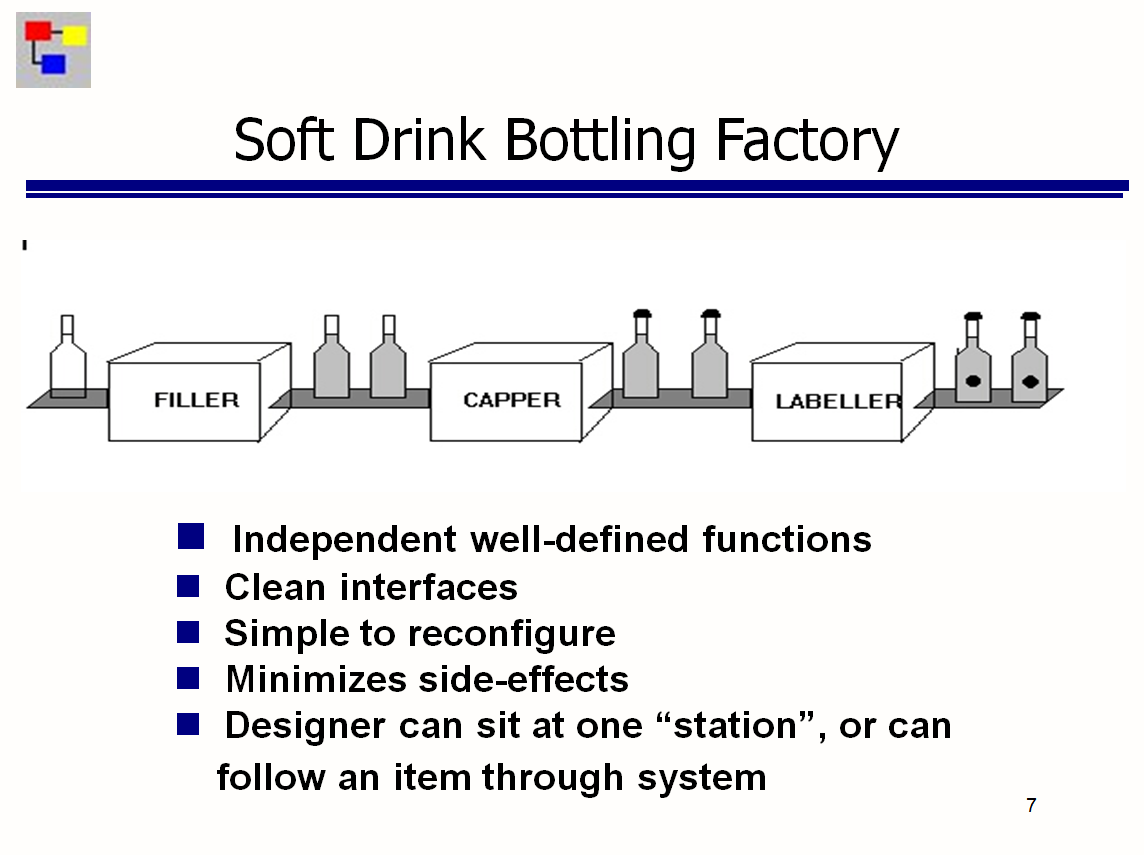 Soft Drink Bottling Factory
FILLER
CAPPER
LABELLER
Independent well-defined functions
Clean interfaces
Simple to reconfigure
Minimizes side-effects
Designer can sit at one “station”, or can
follow an item through system
7